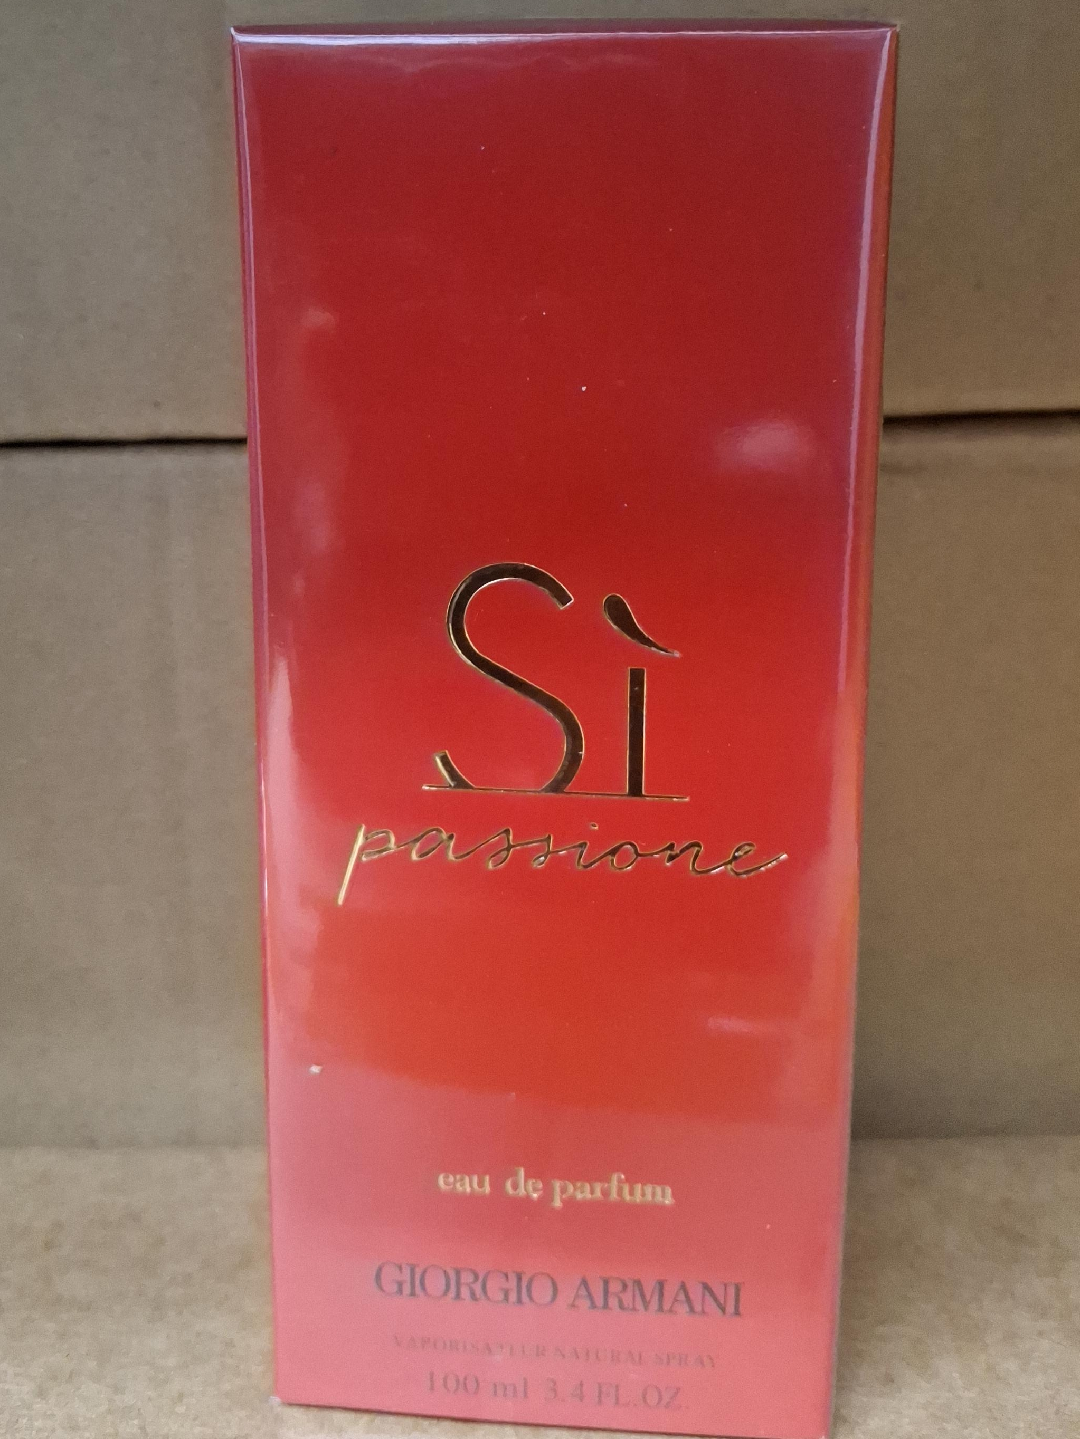 Sì
passione
eau de parfum
GIORGIO ARMANI
VAPORISATEUR NATURAL SPRAY
100 ml 3.4 FL.OZ.